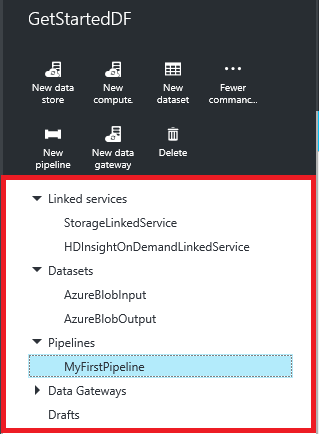 GetStartedDF
New data store
New compute.
New dataset
Fewer commanc...
New pipeline
New data gateway
Delete
Linked services
StorageLinkedService
HDInsightOnDemandLinkedService
Datasets
AzureBlobInput
AzureBlobOutput
Pipelines
MyFirstPipeline
Data Gateways
Drafts